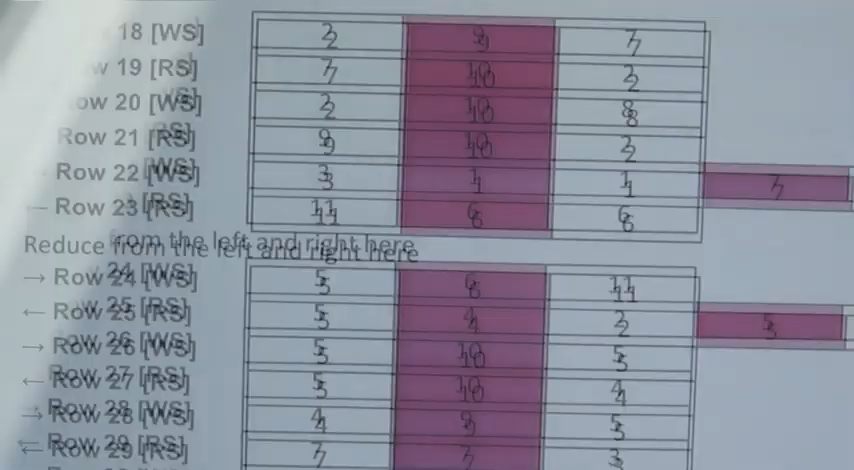 18 [WS] 2 9 7
w 19 [RS] 7 10 2
ow 20 [WS] 2 10 8
Row 21 [RS] 9 10 2
Row 22 [WS] 3 1 1 7
← Row 23 [RS] 11 6 6
Reduce from the left and right here
→ Row 24 [WS] 5 6 11
← Row 25 [RS] 5 4 2 5
→ Row 26 [WS] 5 10 5
← Row 27 [RS] 5 10 4
→ Row 28 [WS] 4 9 5
← Row 29 [RS] 7 7 3